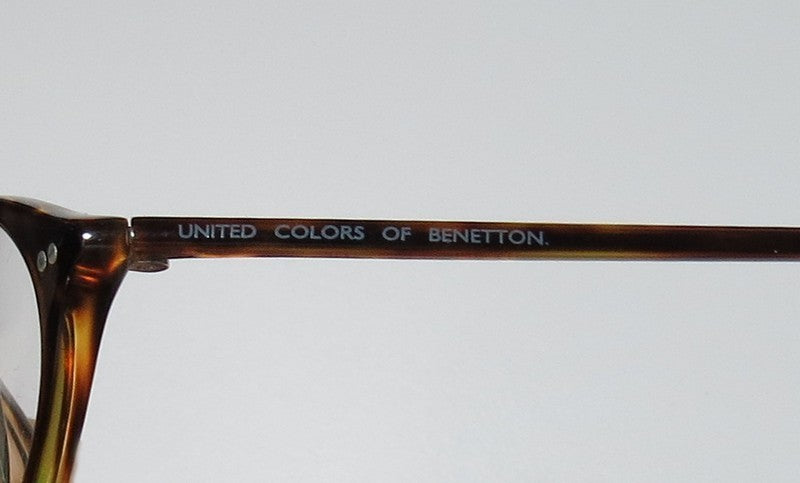 UNITED COLORS OF BENETTON.